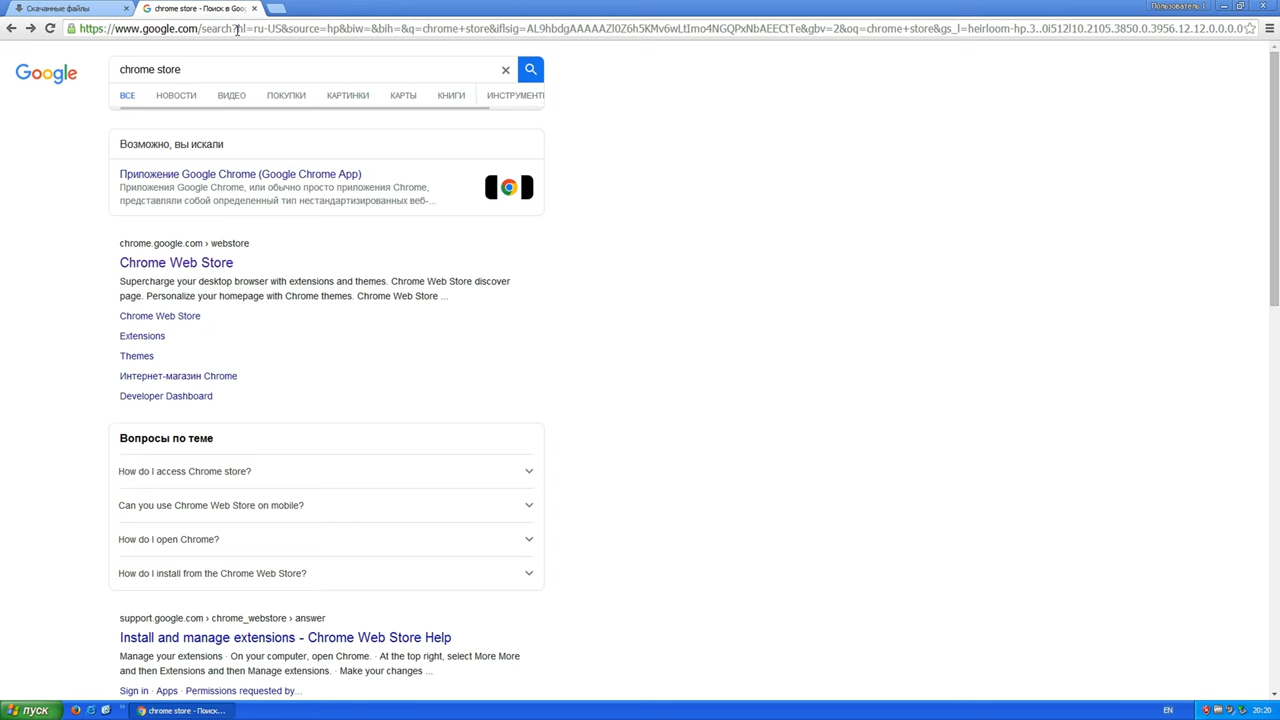 Скачанные файлы
chrome store - Поиск в Goo
Пользователь 1
https://www.google.com/search?hl=ru-US&source=hp&biw=&bih=&q=chrome+store&iflsig=AL9hbdgAAAAAZl0Z6h5KMv6wLtImo4NGQPxNbAEECtTe&gbv=2&oq=chrome+store&gs_l=heirloom-hp.3..0i512l10.2105.3850.0.3956.12.12.0.0.0.0
Google
chrome store
ВСЕ НОВОСТИ ВИДЕО ПОКУПКИ КАРТИНКИ КАРТЫ КНИГИ ИНСТРУМЕНТЫ
Возможно, вы искали
Приложение Google Chrome (Google Chrome App)
Приложения Google Chrome, или обычно просто приложения Chrome,
представляли собой определенный тип нестандартизированных веб-...
chrome.google.com › webstore
Chrome Web Store
Supercharge your desktop browser with extensions and themes. Chrome Web Store discover
page. Personalize your homepage with Chrome themes. Chrome Web Store ...
Chrome Web Store
Extensions
Themes
Интернет-магазин Chrome
Developer Dashboard
Вопросы по теме
How do I access Chrome store?
Can you use Chrome Web Store on mobile?
How do I open Chrome?
How do I install from the Chrome Web Store?
support.google.com › chrome_webstore › answer
Install and manage extensions - Chrome Web Store Help
Manage your extensions · On your computer, open Chrome. · At the top right, select More More
and then Extensions and then Manage extensions. · Make your changes ...
Sign in · Apps · Permissions requested by...
пуск
chrome store - Поиск...
EN
20:20